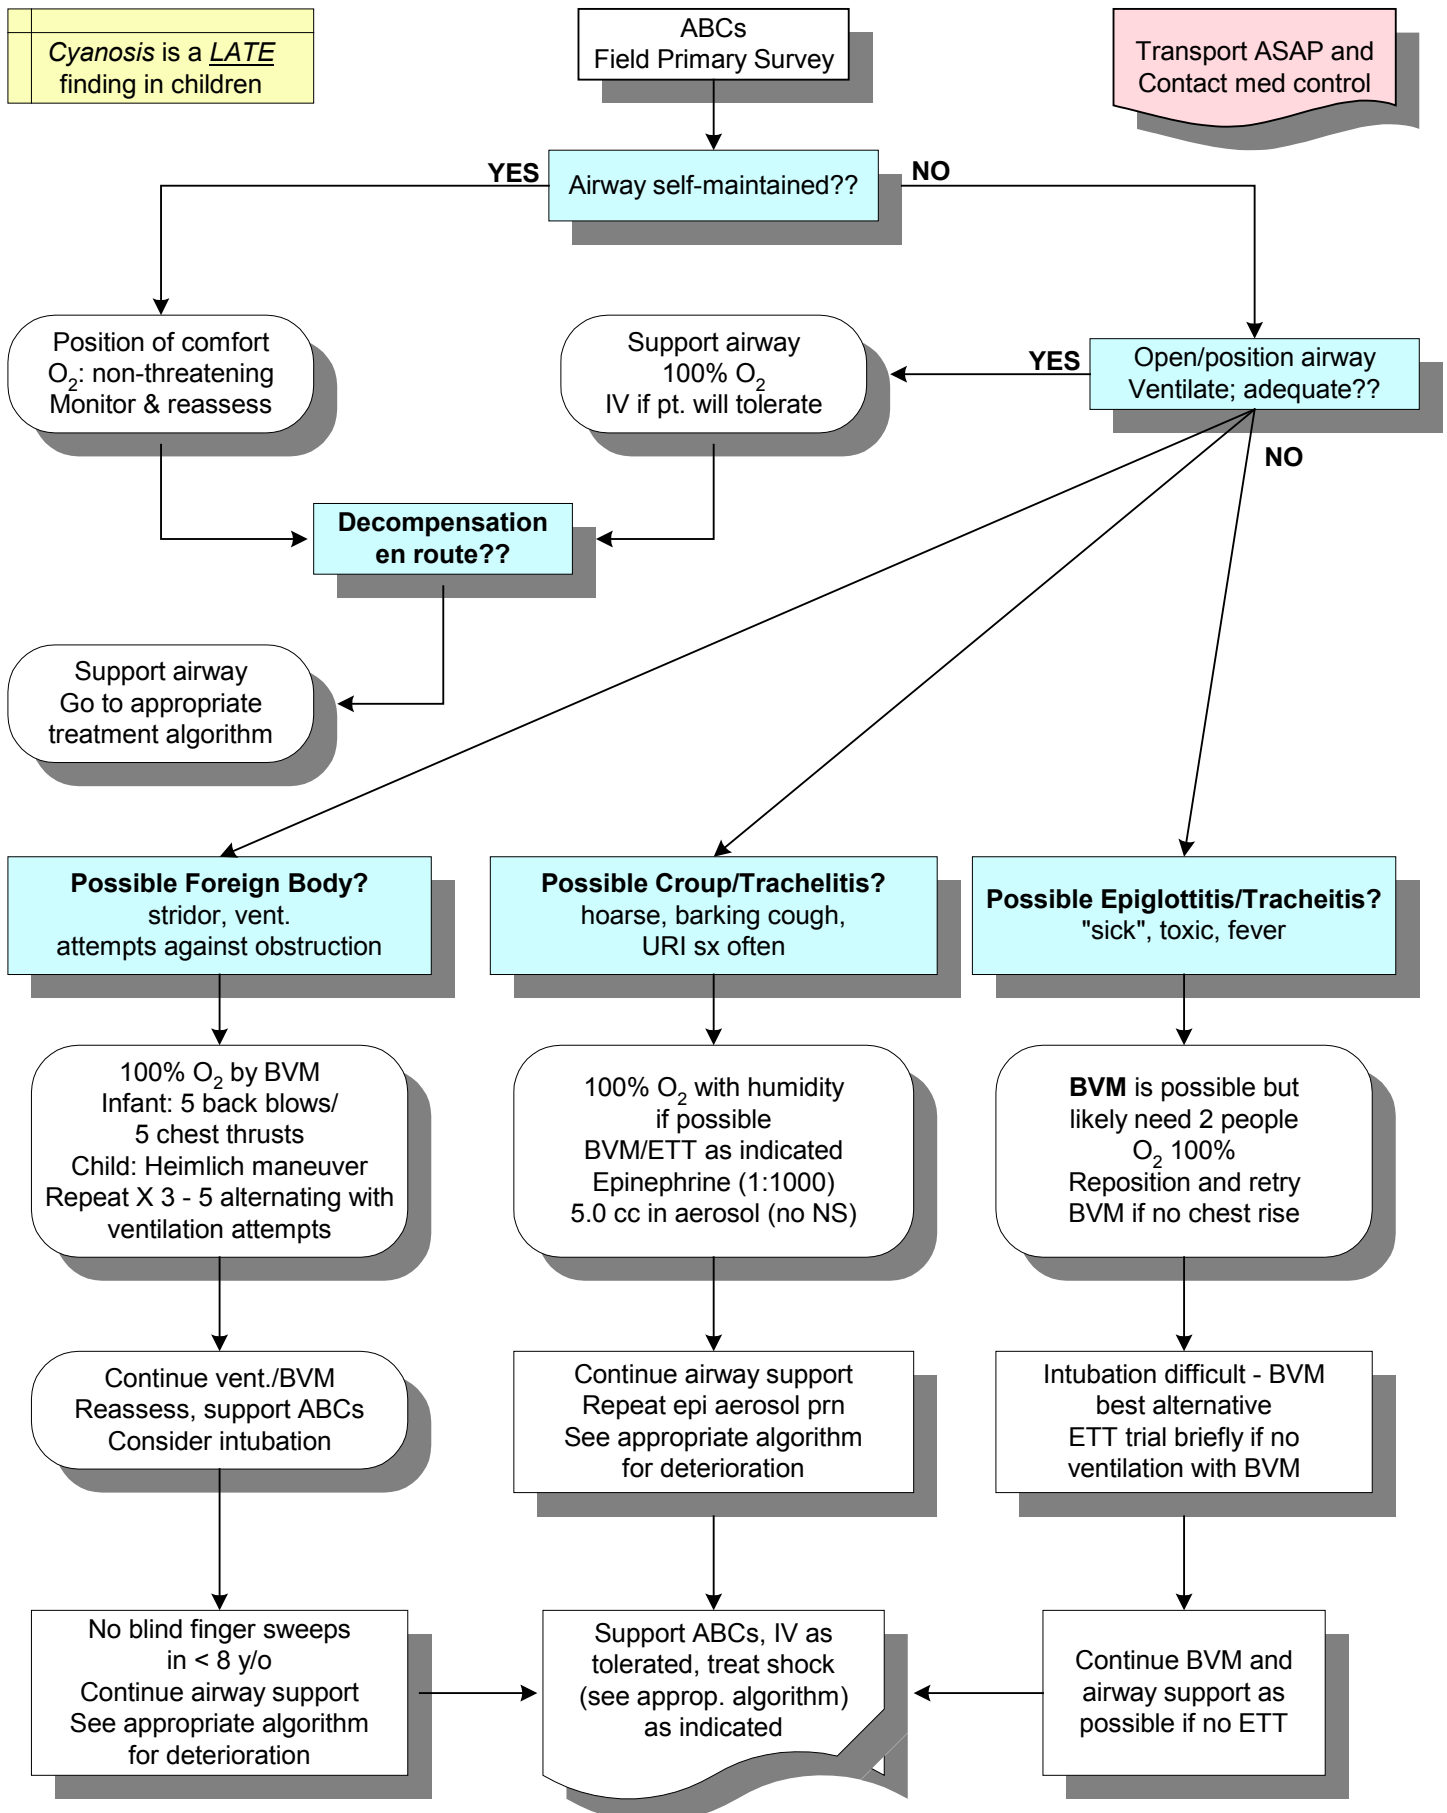 Cyanosis is a LATE
finding in children
ABCs
Field Primary Survey
Transport ASAP and
Contact med control
YES
Airway self-maintained??
NO
Position of comfort
O2: non-threatening
Monitor & reassess
Support airway
100% O2
IV if pt. will tolerate
YES
Open/position airway
Ventilate; adequate??
NO
Decompensation
en route??
Support airway
Go to appropriate
treatment algorithm
Possible Foreign Body?
stridor, vent.
attempts against obstruction
Possible Croup/Trachelitis?
hoarse, barking cough,
URI sx often
Possible Epiglottitis/Tracheitis?
"sick", toxic, fever
100% O2 by BVM
Infant: 5 back blows/
5 chest thrusts
Child: Heimlich maneuver
Repeat X 3 - 5 alternating with
ventilation attempts
100% O2 with humidity
if possible
BVM/ETT as indicated
Epinephrine (1:1000)
5.0 cc in aerosol (no NS)
BVM is possible but
likely need 2 people
O2 100%
Reposition and retry
BVM if no chest rise
Continue vent./BVM
Reassess, support ABCs
Consider intubation
Continue airway support
Repeat epi aerosol prn
See appropriate algorithm
for deterioration
Intubation difficult - BVM
best alternative
ETT trial briefly if no
ventilation with BVM
No blind finger sweeps
in < 8 y/o
Continue airway support
See appropriate algorithm
for deterioration
Support ABCs, IV as
tolerated, treat shock
(see approp. algorithm)
as indicated
Continue BVM and
airway support as
possible if no ETT